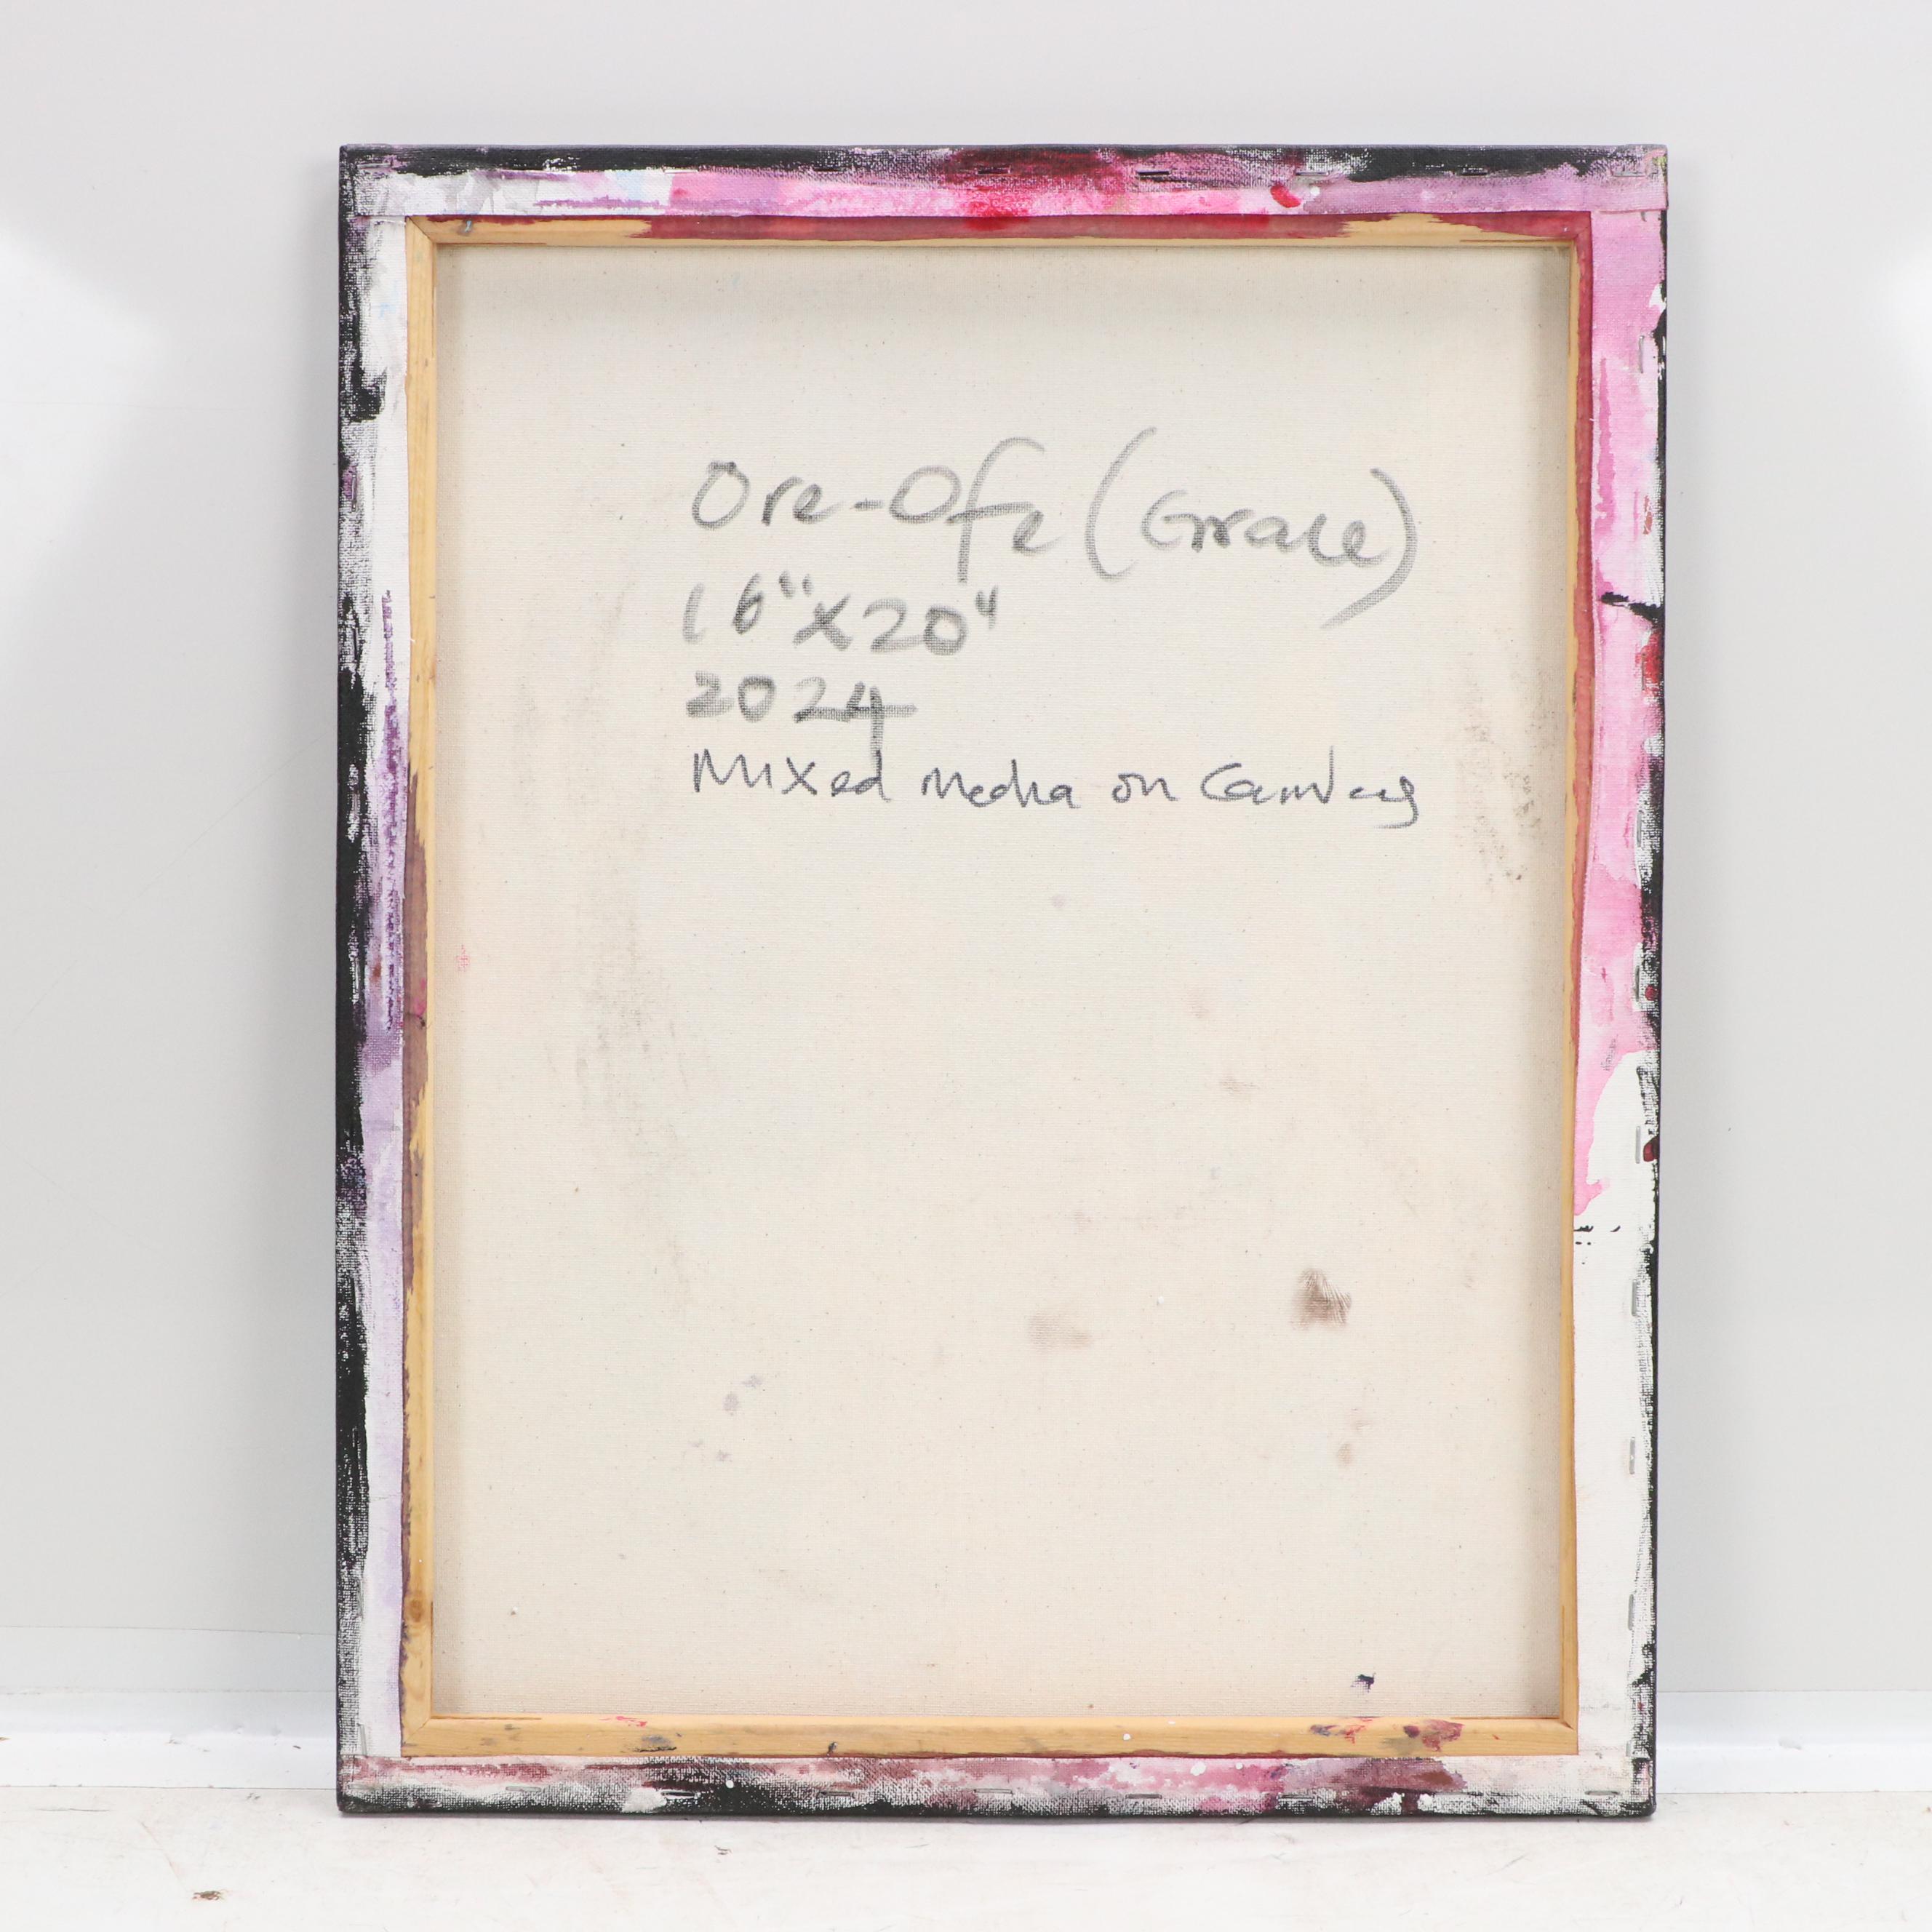 Ore-Ofe (Grace)
16"x20"
2024
Mixed Media on Canvas